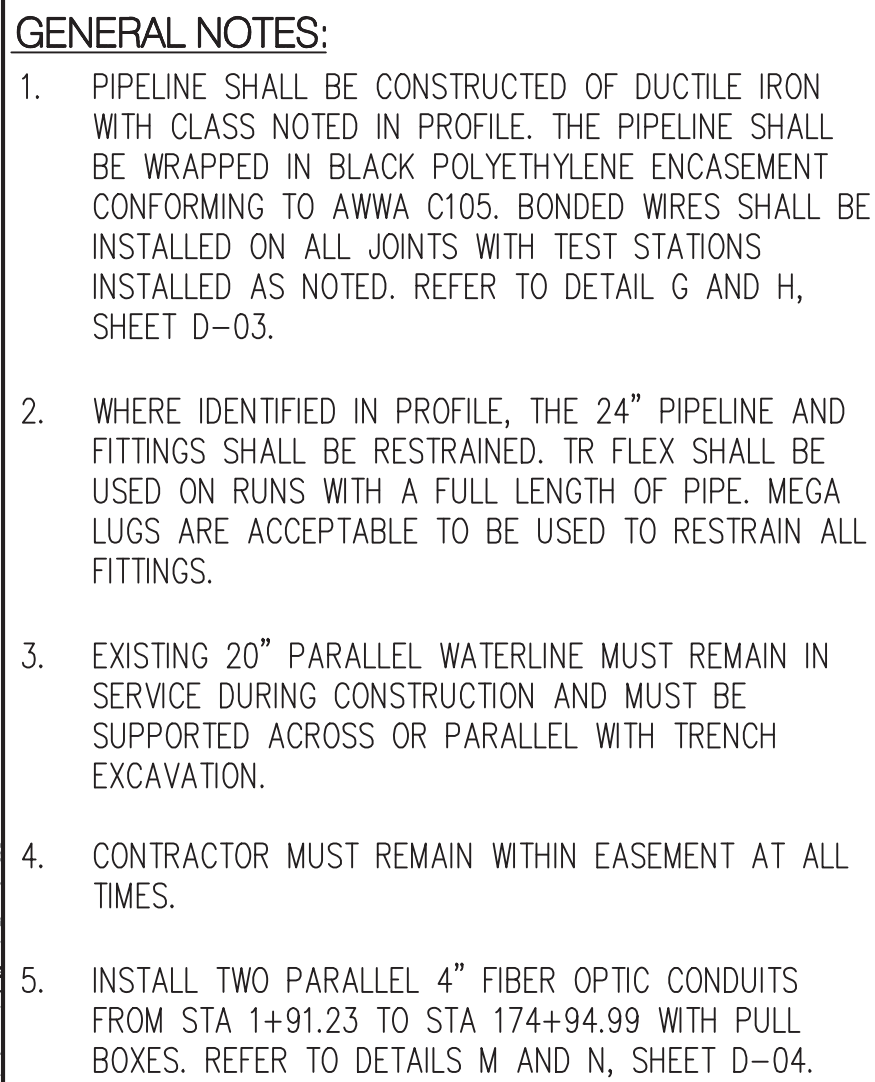 GENERAL NOTES:
1. PIPELINE SHALL BE CONSTRUCTED OF DUCTILE IRON
WITH CLASS NOTED IN PROFILE. THE PIPELINE SHALL
BE WRAPPED IN BLACK POLYETHYLENE ENCASEMENT
CONFORMING TO AWWA C105. BONDED WIRES SHALL BE
INSTALLED ON ALL JOINTS WITH TEST STATIONS
INSTALLED AS NOTED. REFER TO DETAIL G AND H,
SHEET D-03.
2. WHERE IDENTIFIED IN PROFILE, THE 24" PIPELINE AND
FITTINGS SHALL BE RESTRAINED. TR FLEX SHALL BE
USED ON RUNS WITH A FULL LENGTH OF PIPE. MEGA
LUGS ARE ACCEPTABLE TO BE USED TO RESTRAIN ALL
FITTINGS.
3. EXISTING 20" PARALLEL WATERLINE MUST REMAIN IN
SERVICE DURING CONSTRUCTION AND MUST BE
SUPPORTED ACROSS OR PARALLEL WITH TRENCH
EXCAVATION.
4. CONTRACTOR MUST REMAIN WITHIN EASEMENT AT ALL
TIMES.
5. INSTALL TWO PARALLEL 4" FIBER OPTIC CONDUITS
FROM STA 1+91.23 TO STA 174+94.99 WITH PULL
BOXES. REFER TO DETAILS M AND N, SHEET D-04.